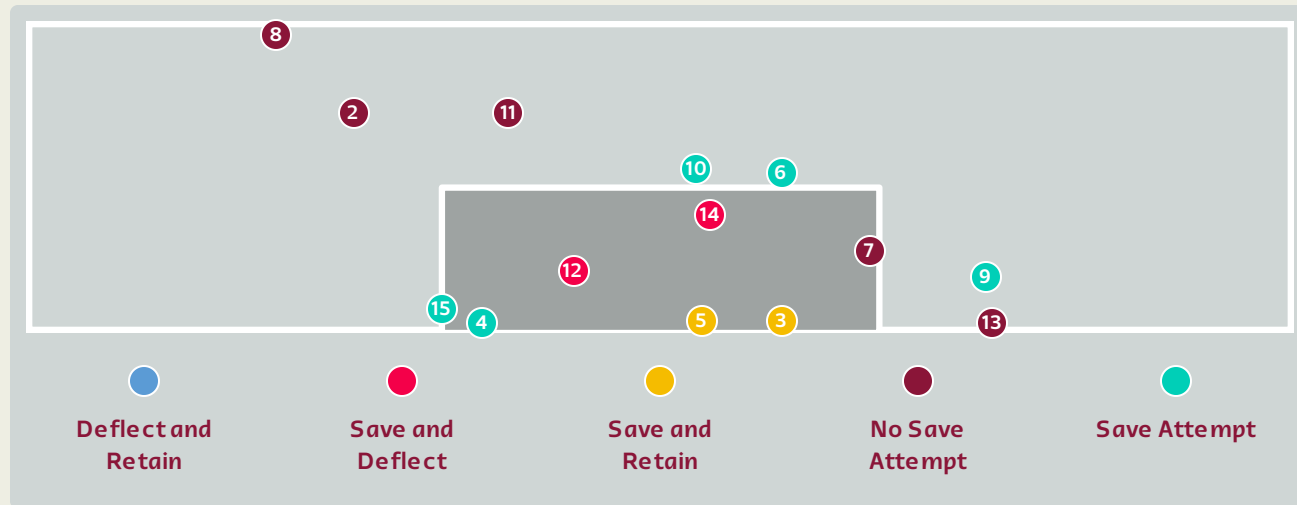 8
2
11
10
6
14
7
12
9
15
4
5
3
13
Deflect and
Retain
Save and
Deflect
Save and
Retain
No Save
Attempt
Save Attempt